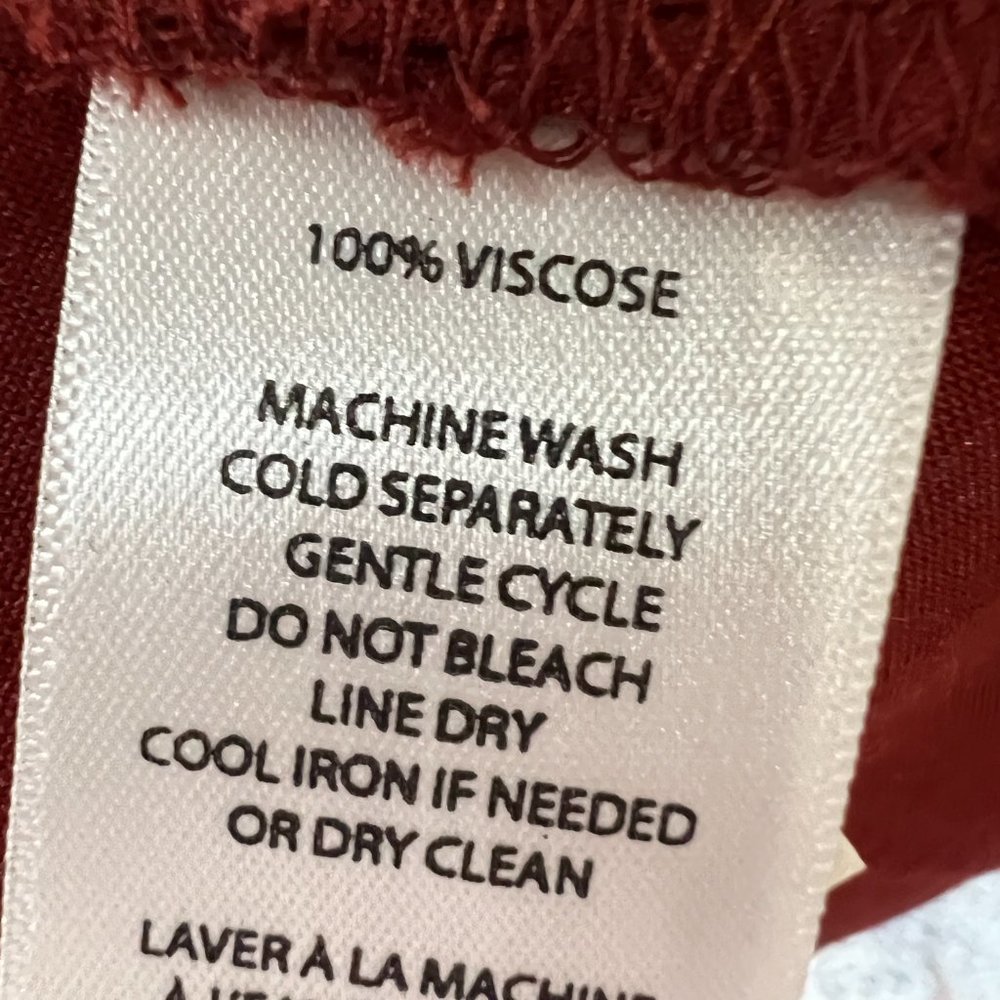 100% VISCOSE
MACHINE WASH
COLD SEPARATELY
GENTLE CYCLE
DO NOT BLEACH
LINE DRY
COOL IRON IF NEEDED
OR DRY CLEAN
LAVER À LA MACHINE
À